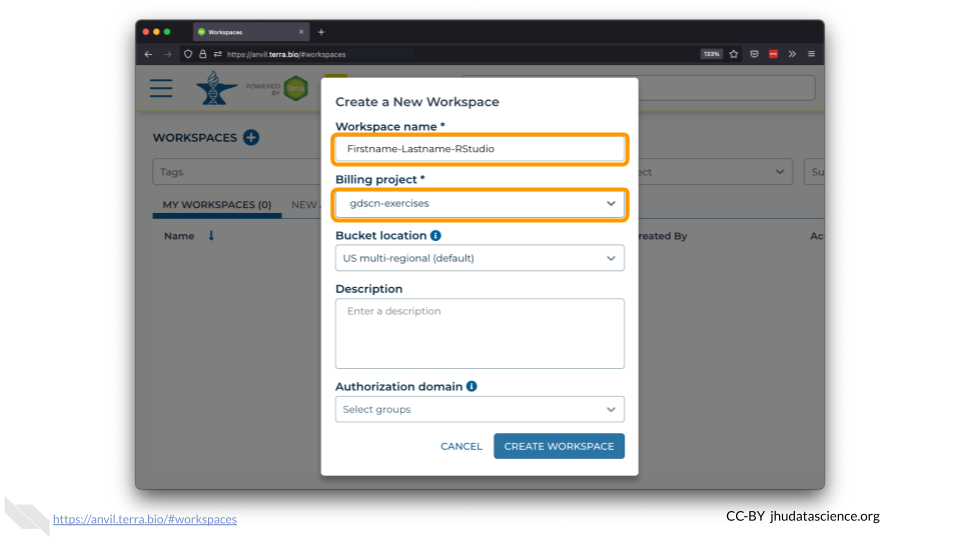 Workspaces
https://anvil.terra.bio/#workspaces
133%
POWERED
BY
Terra
WORKSPACES
Tags
MY WORKSPACES (0)
NEW
Name
Create a New Workspace
Workspace name *
Firstname-Lastname-RStudio
Billing project *
gdscn-exercises
Bucket location
US multi-regional (default)
Description
Enter a description
Authorization domain
Select groups
CANCEL
CREATE WORKSPACE
ect
Su
reated By
Ac
https://anvil.terra.bio/#workspaces
CC-BY jhudatascience.org